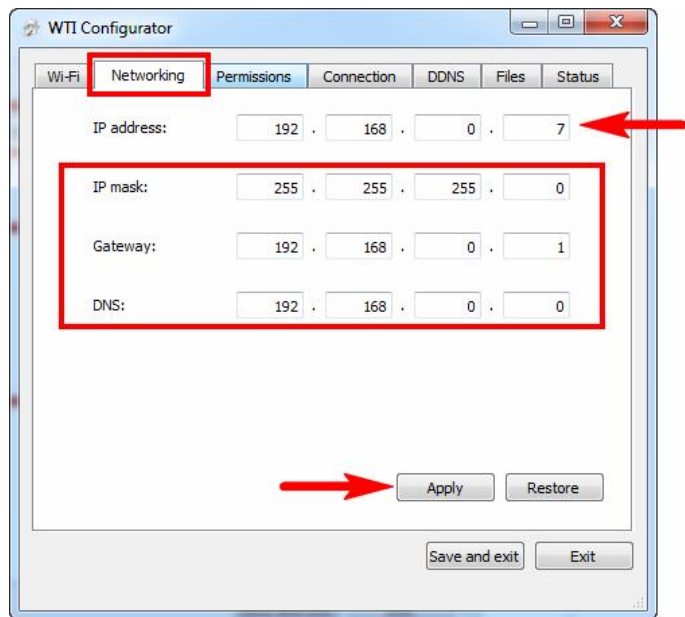 WTI Configurator
Wi-Fi Networking Permissions Connection DDNS Files Status
IP address: 192 . 168 . 0 . 7
IP mask: 255 . 255 . 255 . 0
Gateway: 192 . 168 . 0 . 1
DNS: 192 . 168 . 0 . 0
Apply Restore
Save and exit Exit